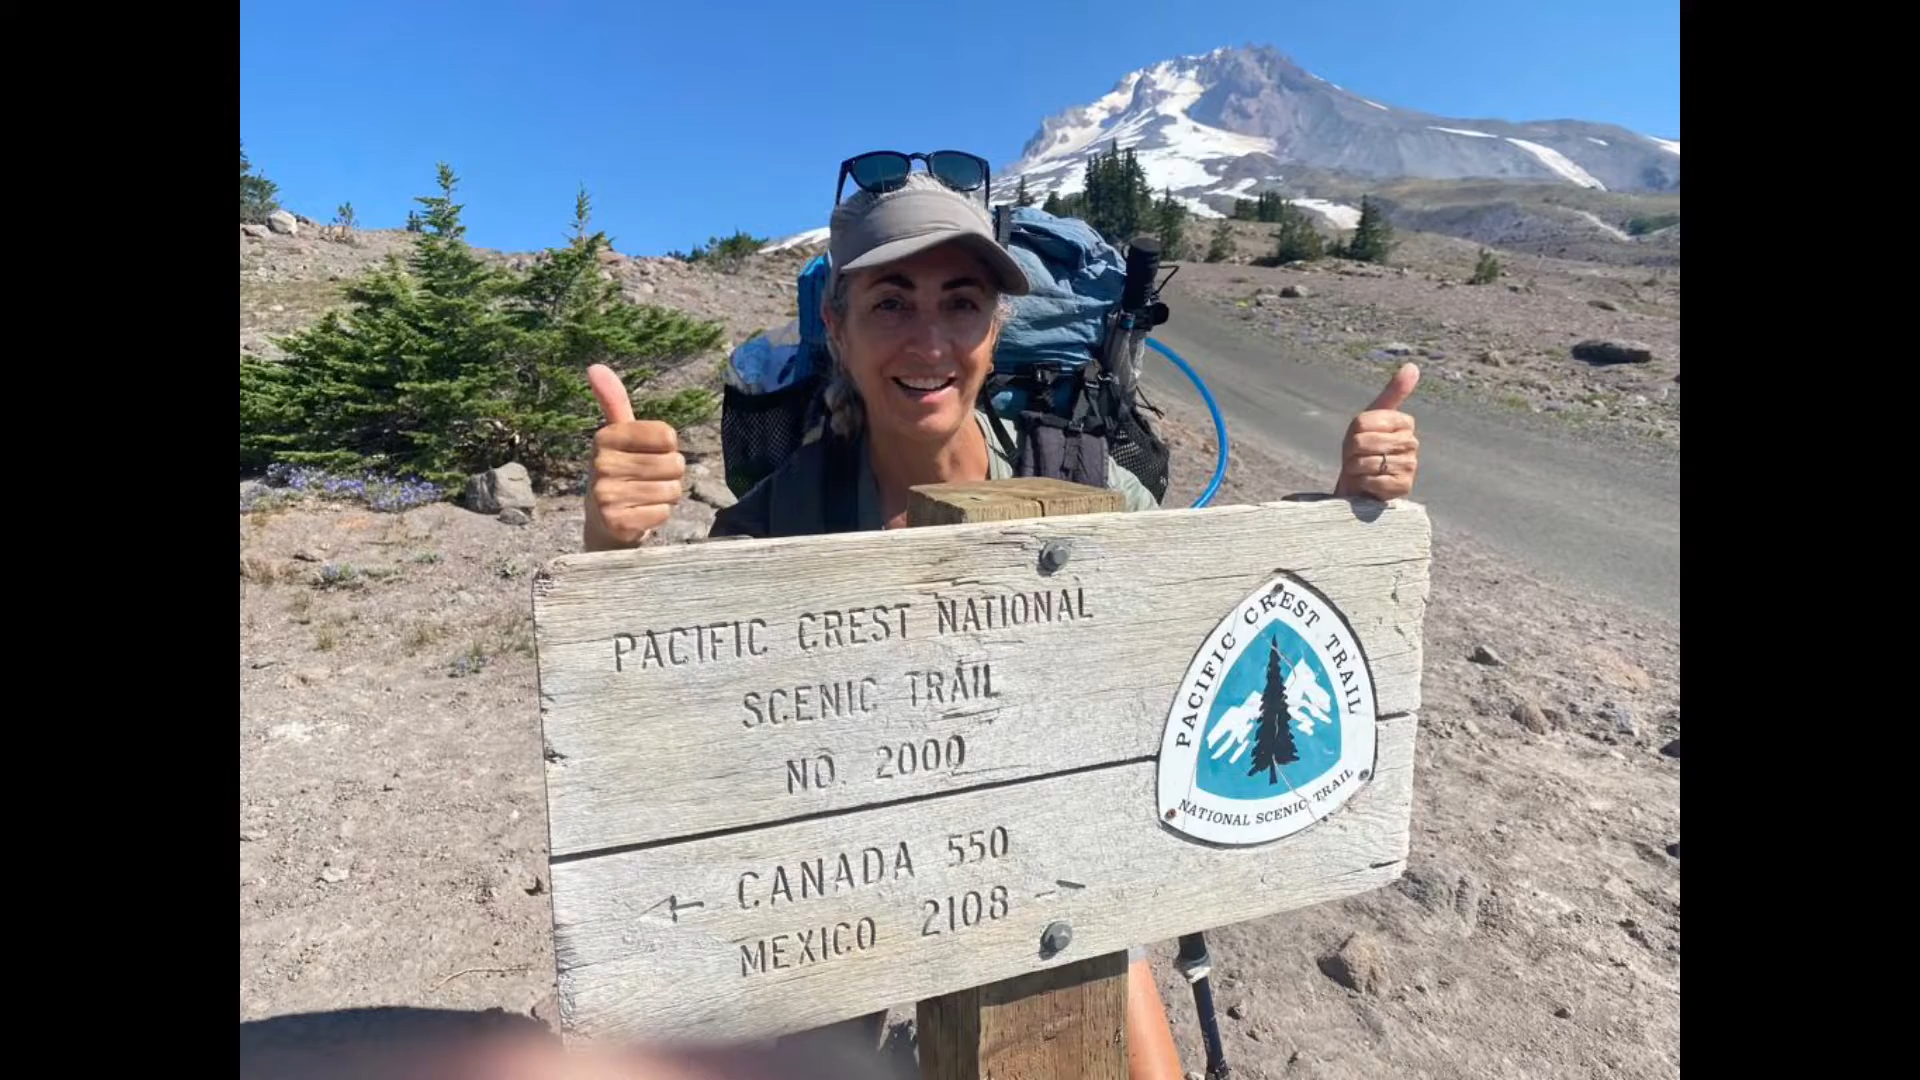 PACIFIC CREST NATIONAL
SCENIC TRAIL
NO. 2000
← CANADA 550
MEXICO 2108 →
PACIFIC CREST TRAIL
NATIONAL SCENIC TRAIL